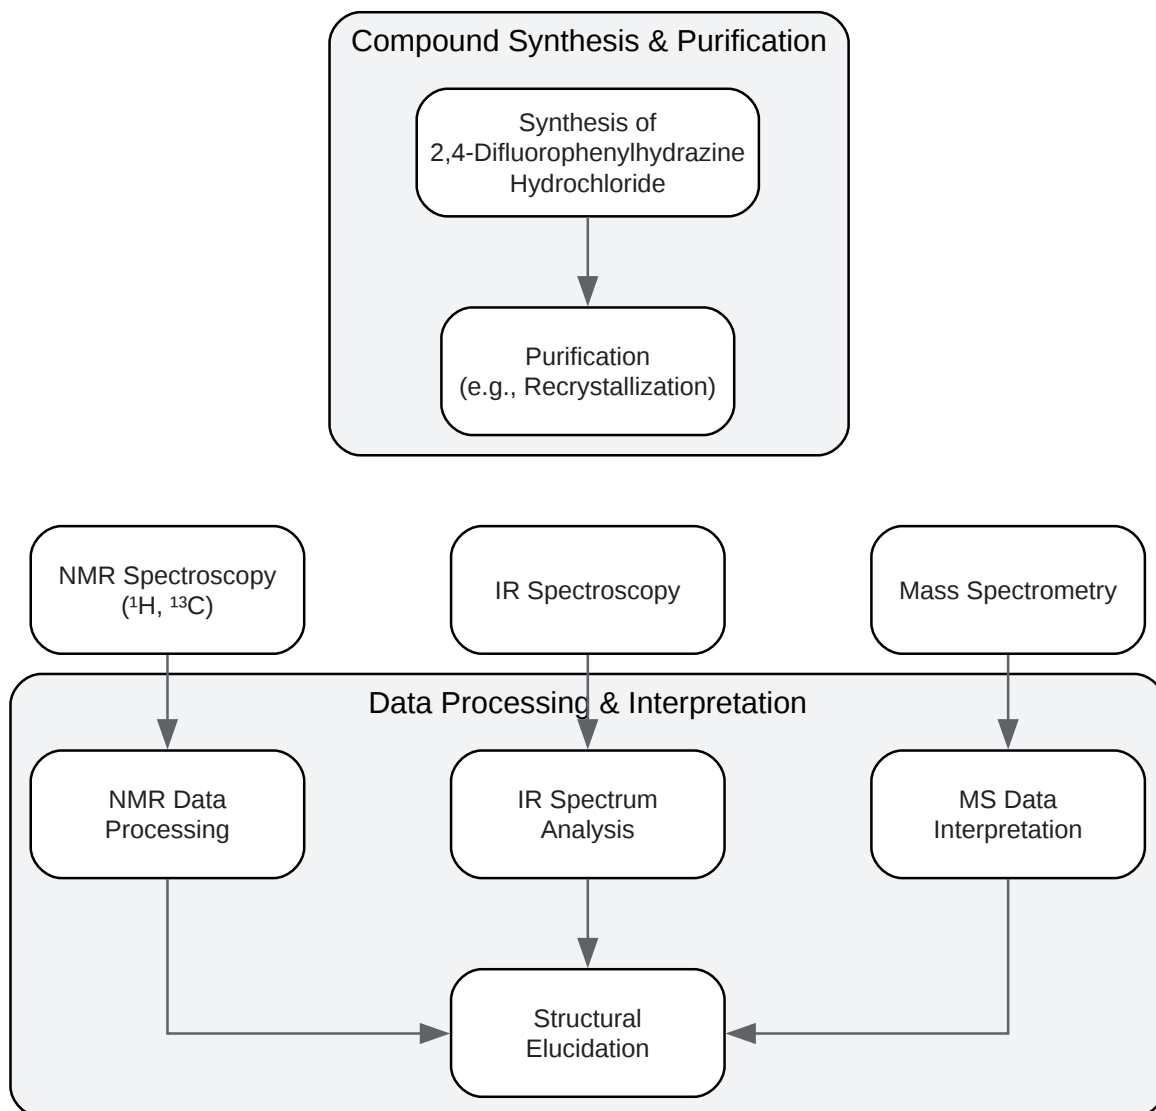 Compound Synthesis & Purification
Synthesis of
2,4-Difluorophenylhydrazine
Hydrochloride
Purification
(e.g., Recrystallization)
NMR Spectroscopy
(¹H, ¹³C)
IR Spectroscopy
Mass Spectrometry
Data Processing & Interpretation
NMR Data
Processing
IR Spectrum
Analysis
MS Data
Interpretation
Structural
Elucidation